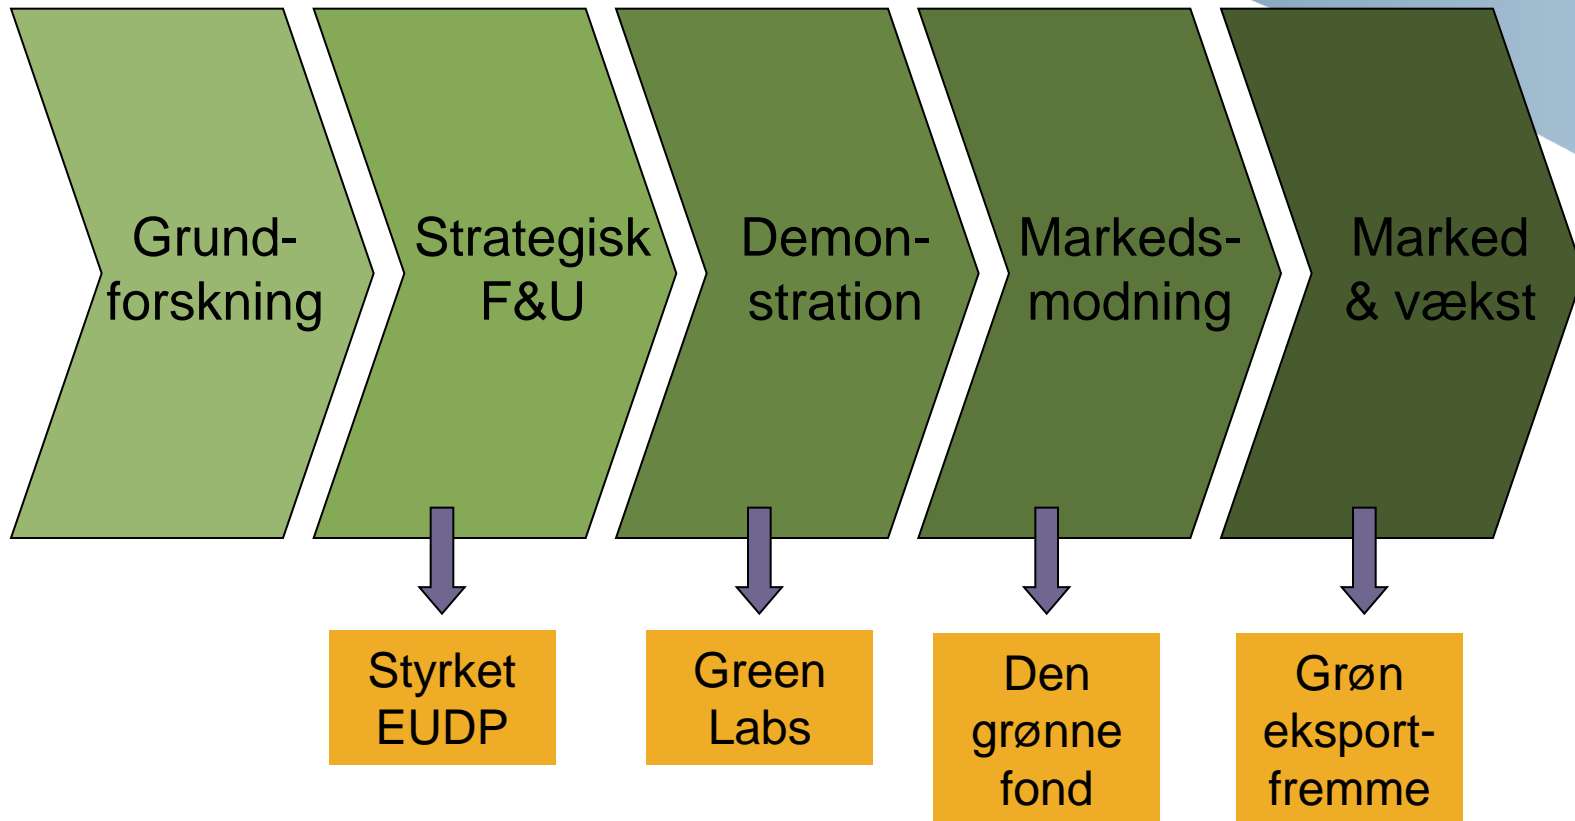 Grund-
forskning
Strategisk
F&U
Demon-
stration
Markeds-
modning
Marked
& vækst
Styrket
EUDP
Green
Labs
Den
grønne
fond
Grøn
eksport-
fremme